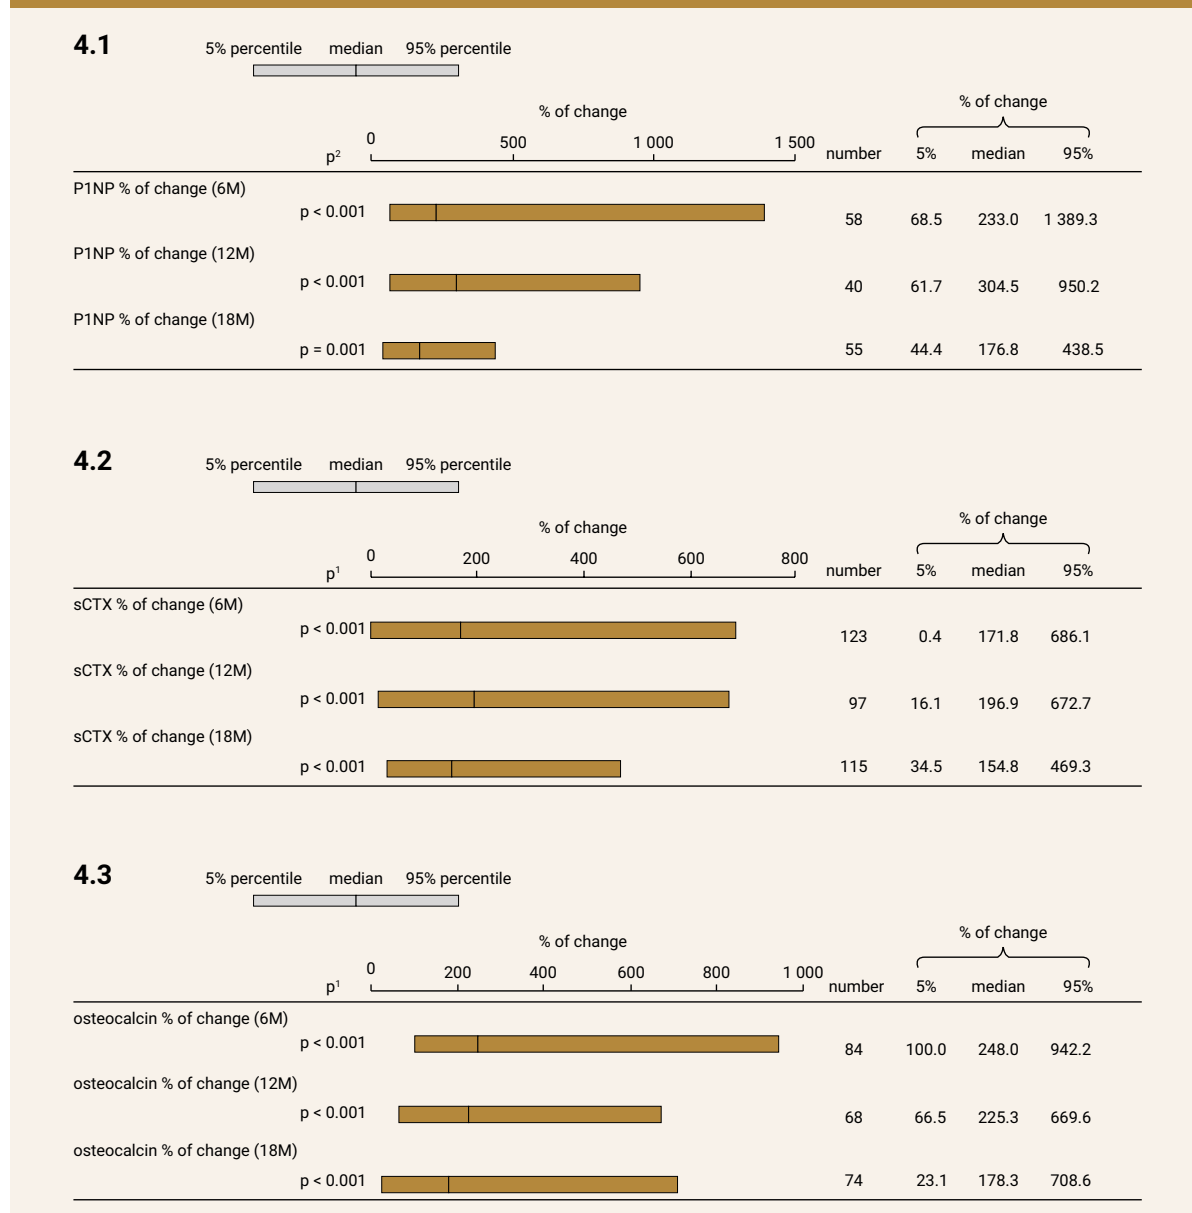 4.1
5% percentile median 95% percentile
% of change
% of change
0 500 1 000 1 500
p² number 5% median 95%
P1NP % of change (6M)
p < 0.001 58 68.5 233.0 1 389.3
P1NP % of change (12M)
p < 0.001 40 61.7 304.5 950.2
P1NP % of change (18M)
p = 0.001 55 44.4 176.8 438.5
4.2
5% percentile median 95% percentile
% of change
% of change
0 200 400 600 800
p¹ number 5% median 95%
sCTX % of change (6M)
p < 0.001 123 0.4 171.8 686.1
sCTX % of change (12M)
p < 0.001 97 16.1 196.9 672.7
sCTX % of change (18M)
p < 0.001 115 34.5 154.8 469.3
4.3
5% percentile median 95% percentile
% of change
% of change
0 200 400 600 800 1 000
p¹ number 5% median 95%
osteocalcin % of change (6M)
p < 0.001 84 100.0 248.0 942.2
osteocalcin % of change (12M)
p < 0.001 68 66.5 225.3 669.6
osteocalcin % of change (18M)
p < 0.001 74 23.1 178.3 708.6